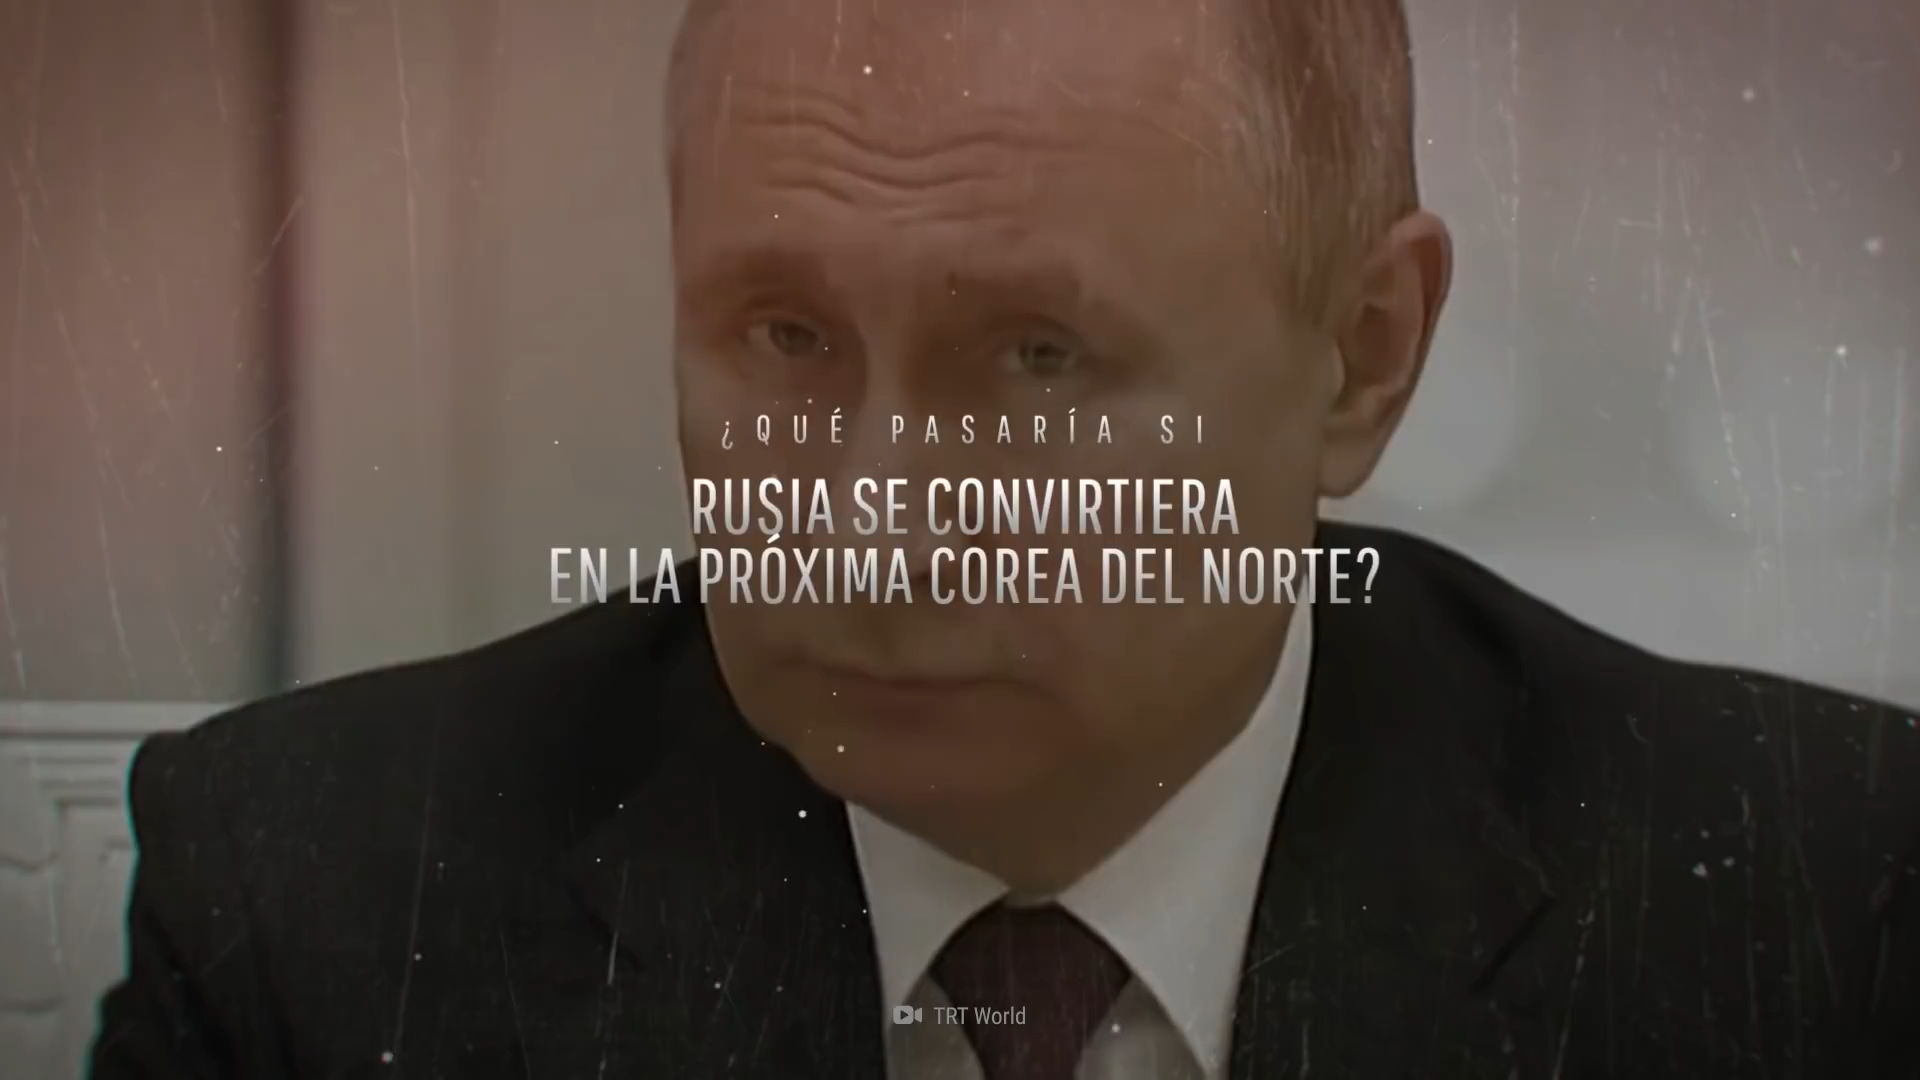 ¿QUÉ PASARÍA SI
RUSIA SE CONVIRTIERA
EN LA PRÓXIMA COREA DEL NORTE?
TRT World